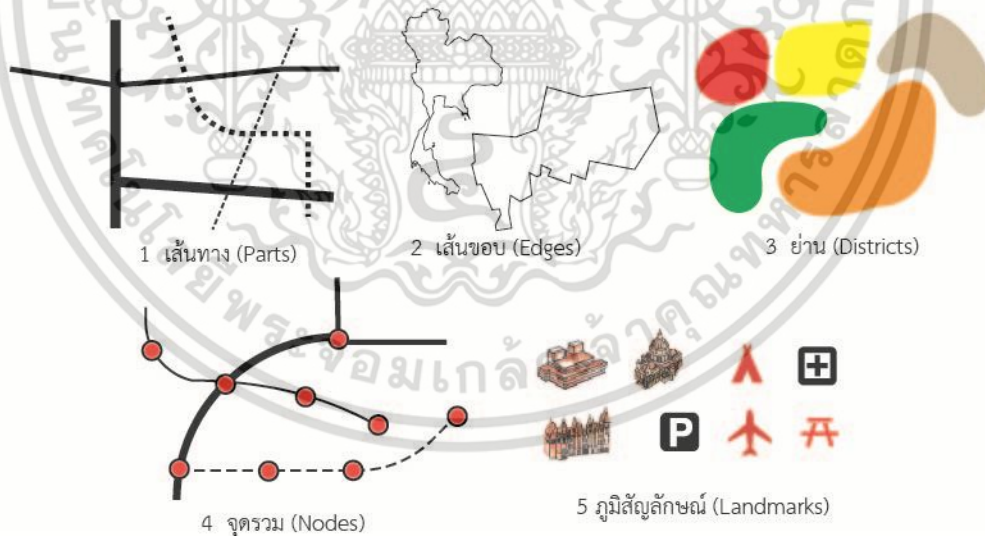 1 เส้นทาง (Parts)
2 เส้นขอบ (Edges)
3 ย่าน (Districts)
4 จุดรวม (Nodes)
P
5 ภูมิสัญลักษณ์ (Landmarks)